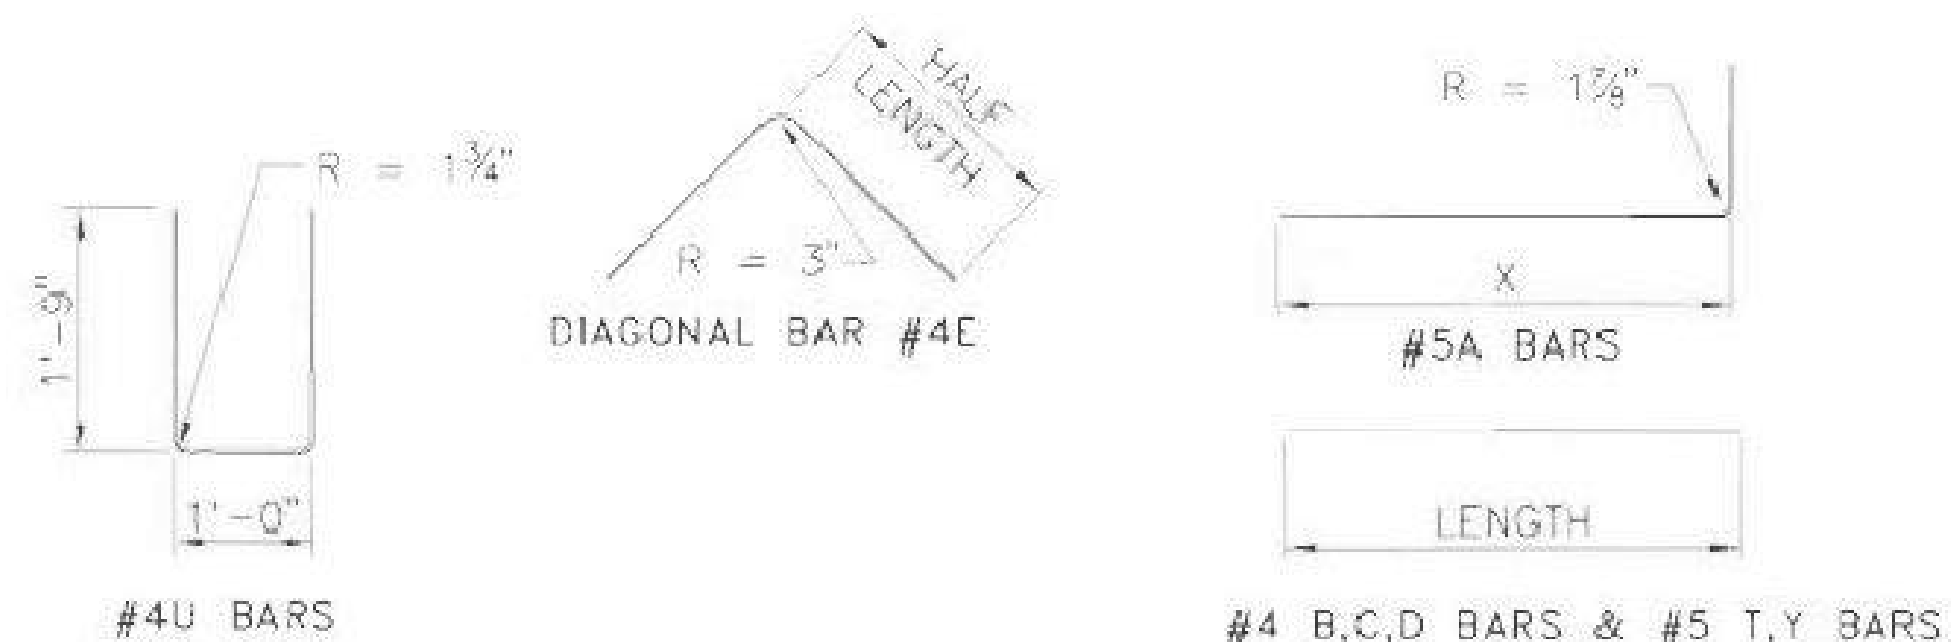 R = 1¾"
1'-9"
1'-0"
#4U BARS
HALF
LENGTH
R = 3"
DIAGONAL BAR #4E
R = 1⅞"
X
#5A BARS
LENGTH
#4 B,C,D BARS & #5 T,Y BARS